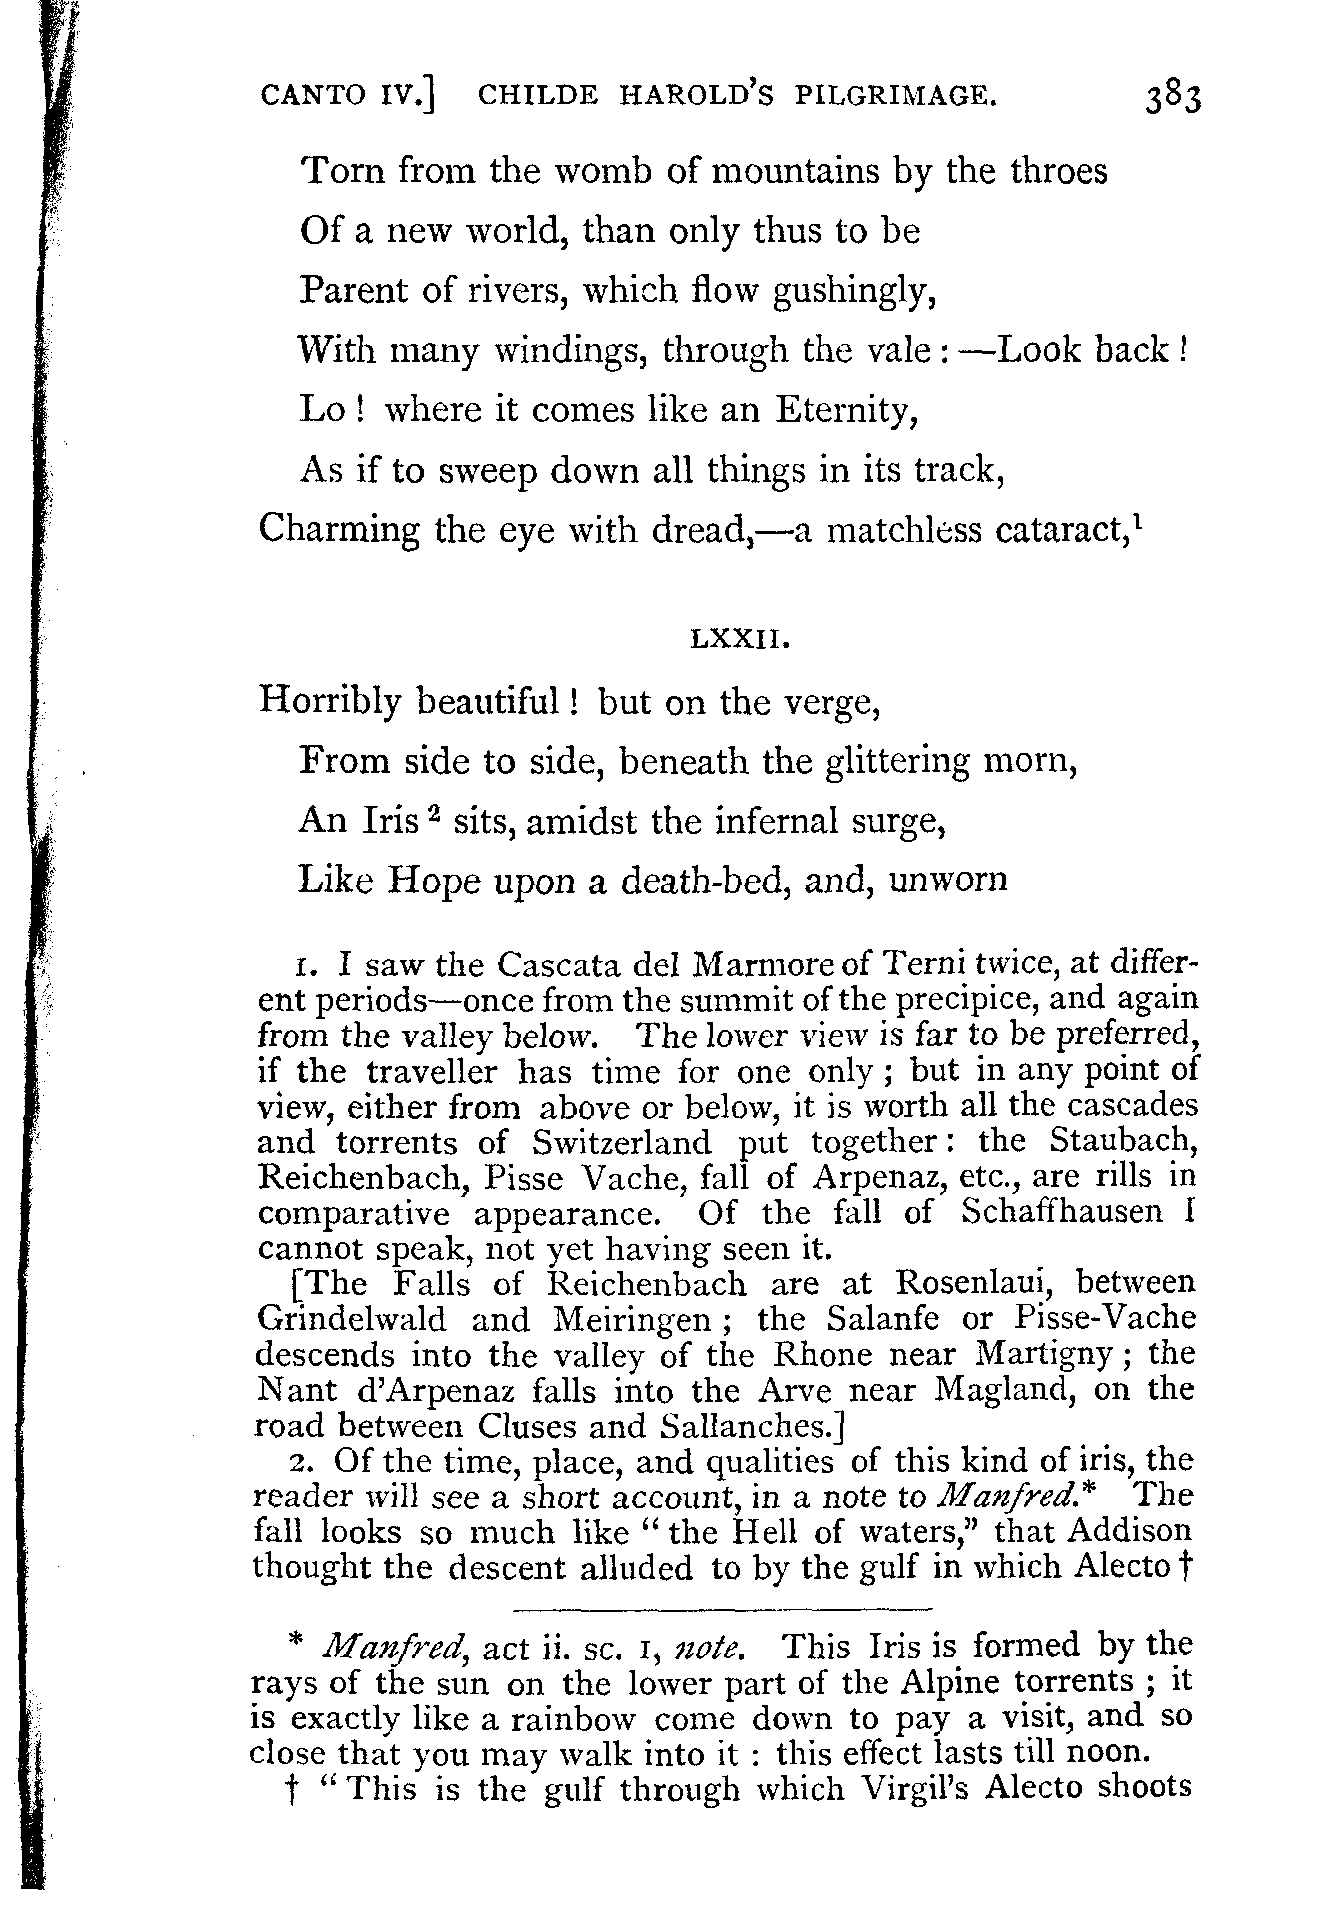 CANTO IV.] CHILDE HAROLD'S PILGRIMAGE. 383
Torn from the womb of mountains by the throes
Of a new world, than only thus to be
Parent of rivers, which flow gushingly,
With many windings, through the vale :—Look back !
Lo ! where it comes like an Eternity,
As if to sweep down all things in its track,
Charming the eye with dread,—a matchless cataract,¹
LXXII.
Horribly beautiful ! but on the verge,
From side to side, beneath the glittering morn,
An Iris ² sits, amidst the infernal surge,
Like Hope upon a death-bed, and, unworn
1. I saw the Cascata del Marmore of Terni twice, at differ-
ent periods—once from the summit of the precipice, and again
from the valley below. The lower view is far to be preferred,
if the traveller has time for one only ; but in any point of
view, either from above or below, it is worth all the cascades
and torrents of Switzerland put together : the Staubach,
Reichenbach, Pisse Vache, fall of Arpenaz, etc., are rills in
comparative appearance. Of the fall of Schaffhausen I
cannot speak, not yet having seen it.
[The Falls of Reichenbach are at Rosenlaui, between
Grindelwald and Meiringen ; the Salanfe or Pisse-Vache
descends into the valley of the Rhone near Martigny ; the
Nant d'Arpenaz falls into the Arve near Magland, on the
road between Cluses and Sallanches.]
2. Of the time, place, and qualities of this kind of iris, the
reader will see a short account, in a note to Manfred.* The
fall looks so much like “ the Hell of waters,” that Addison
thought the descent alluded to by the gulf in which Alecto †
* Manfred, act ii. sc. 1, note. This Iris is formed by the
rays of the sun on the lower part of the Alpine torrents ; it
is exactly like a rainbow come down to pay a visit, and so
close that you may walk into it : this effect lasts till noon.
† “ This is the gulf through which Virgil's Alecto shoots